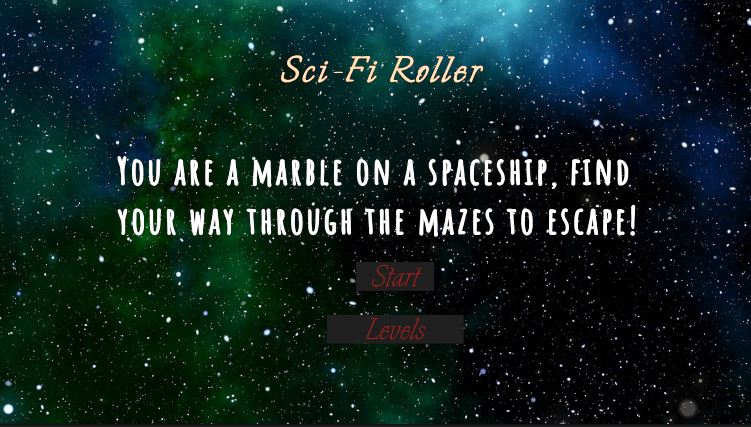 Sci-Fi Roller
You are a marble on a spaceship, find
your way through the mazes to escape!
Start
Levels